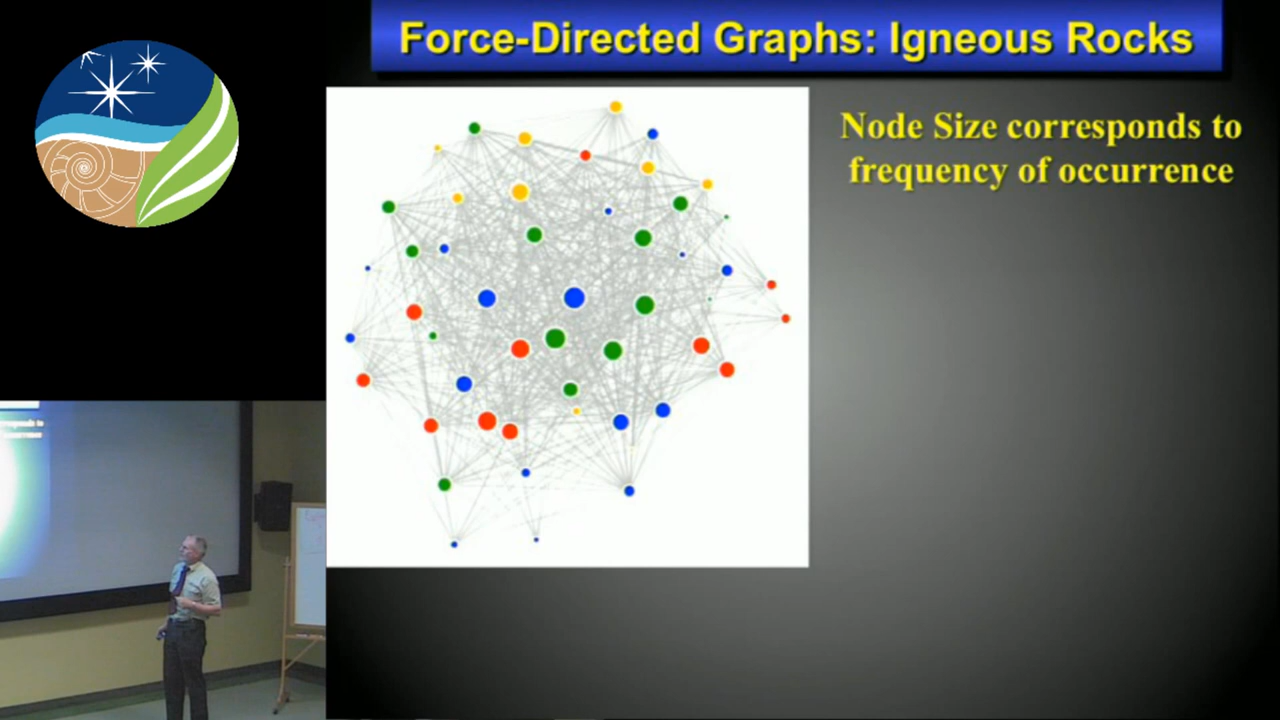 Force-Directed Graphs: Igneous Rocks
Node Size corresponds to
frequency of occurrence